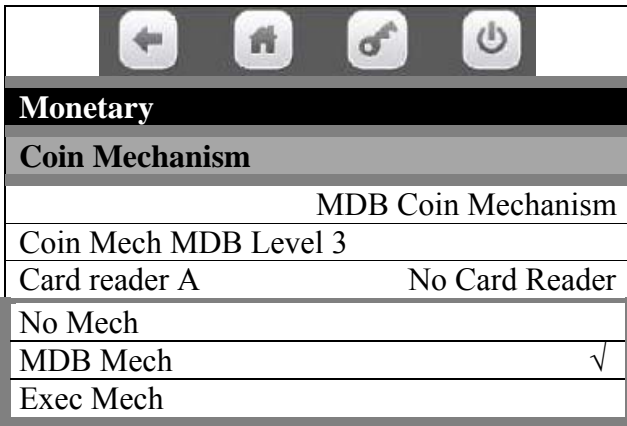 Monetary
Coin Mechanism
MDB Coin Mechanism
Coin Mech MDB Level 3
Card reader A No Card Reader
No Mech
MDB Mech √
Exec Mech